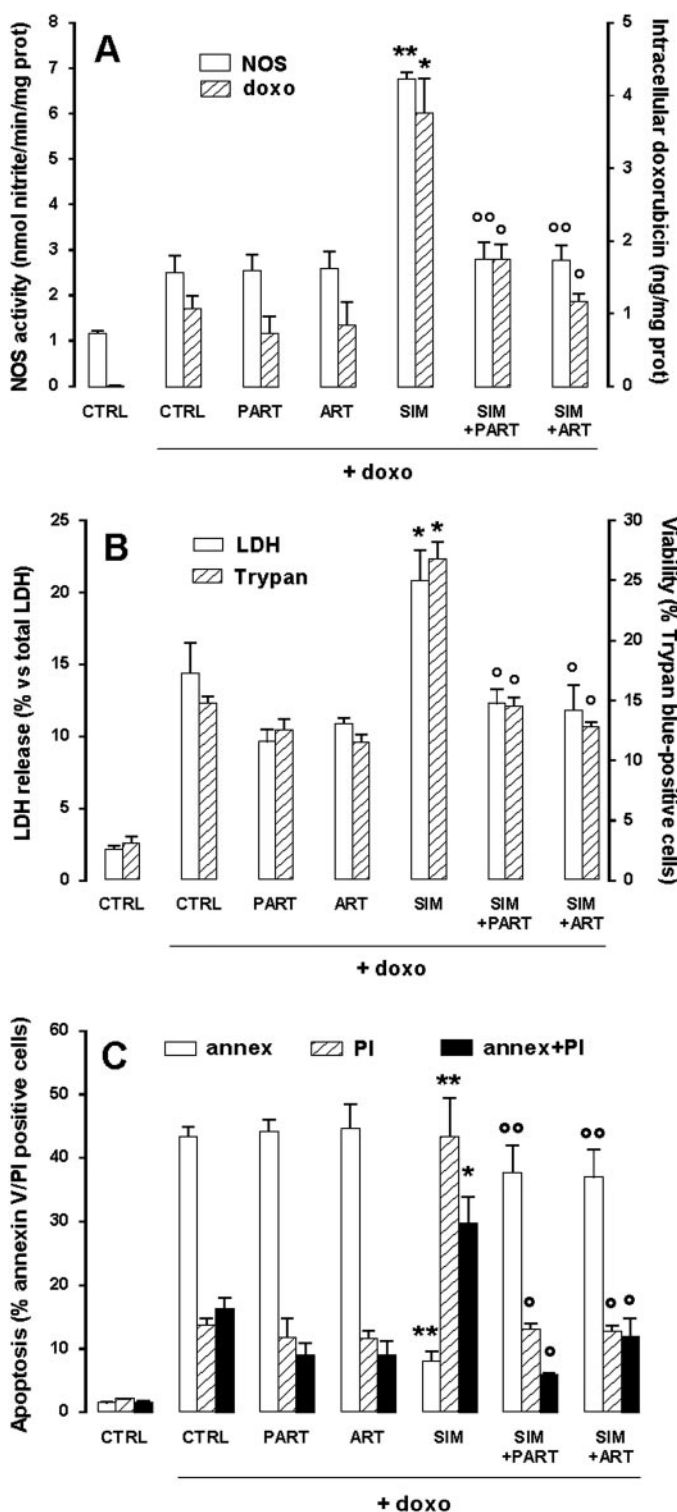 A
NOS
doxo
NOS activity (nmol nitrite/min/mg prot)
Intracellular doxorubicin (ng/mg prot)
8
7
6
5
4
3
2
1
0
5
4
3
2
1
0
** *
°° °
°° °
CTRL CTRL PART ART SIM SIM +PART SIM +ART
+ doxo
B
LDH
Trypan
LDH release (% vs total LDH)
Viability (% Trypan blue-positive cells)
25
20
15
10
5
0
30
25
20
15
10
5
0
* *
° °
° °
CTRL CTRL PART ART SIM SIM +PART SIM +ART
+ doxo
C
annex PI annex+PI
Apoptosis (% annexin V/PI positive cells)
60
50
40
30
20
10
0
** ** *
°° ° °
°° ° °
CTRL CTRL PART ART SIM SIM +PART SIM +ART
+ doxo